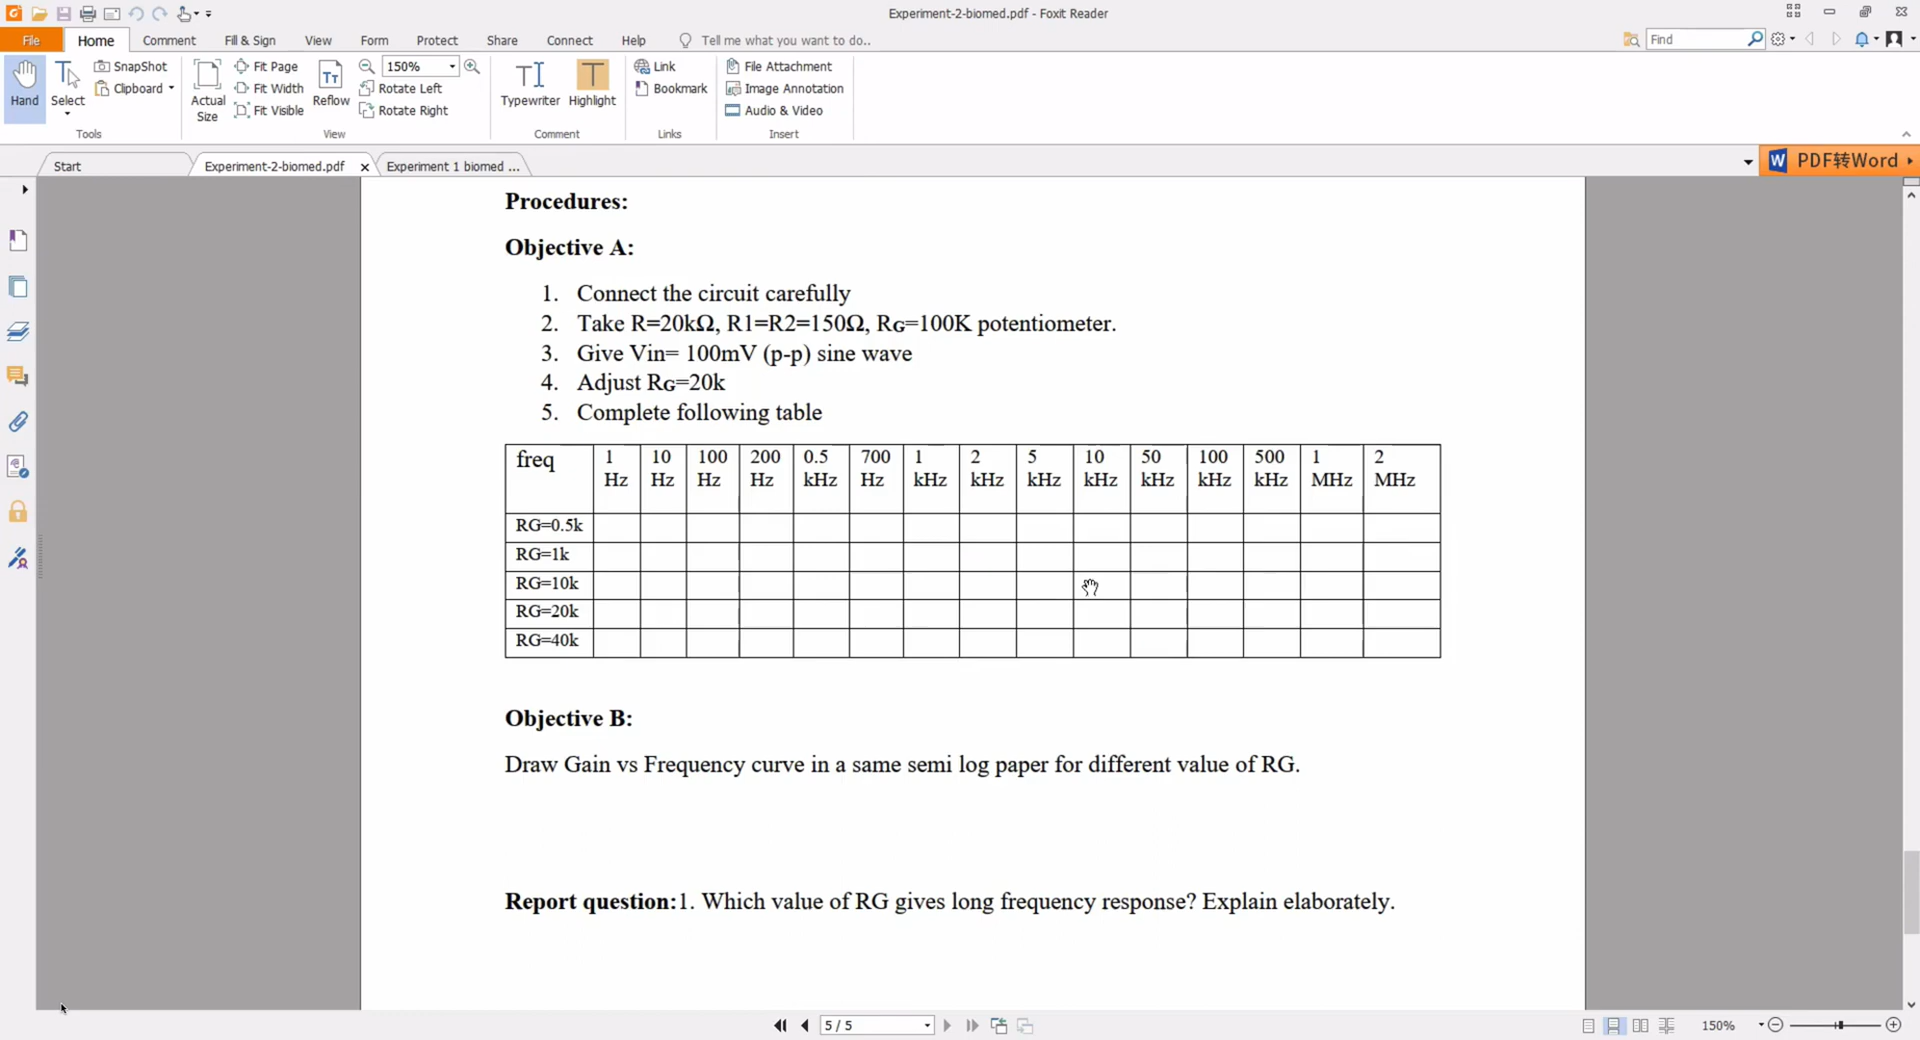 Experiment-2-biomed.pdf - Foxit Reader
File Home Comment Fill & Sign View Form Protect Share Connect Help Tell me what you want to do.. Find
Hand
Select
SnapShot
Clipboard
Tools
Actual
Size
Fit Page
Fit Width
Fit Visible
Reflow
150%
Rotate Left
Rotate Right
View
Typewriter
Highlight
Comment
Link
Bookmark
Links
File Attachment
Image Annotation
Audio & Video
Insert
Start Experiment-2-biomed.pdf Experiment 1 biomed ... PDF转Word
Procedures:
Objective A:
1. Connect the circuit carefully
2. Take R=20kΩ, R1=R2=150Ω, RG=100K potentiometer.
3. Give Vin= 100mV (p-p) sine wave
4. Adjust RG=20k
5. Complete following table
freq 1 Hz 10 Hz 100 Hz 200 Hz 0.5 kHz 700 Hz 1 kHz 2 kHz 5 kHz 10 kHz 50 kHz 100 kHz 500 kHz 1 MHz 2 MHz
RG=0.5k
RG=1k
RG=10k
RG=20k
RG=40k
Objective B:
Draw Gain vs Frequency curve in a same semi log paper for different value of RG.
Report question:1. Which value of RG gives long frequency response? Explain elaborately.
5 / 5 150%